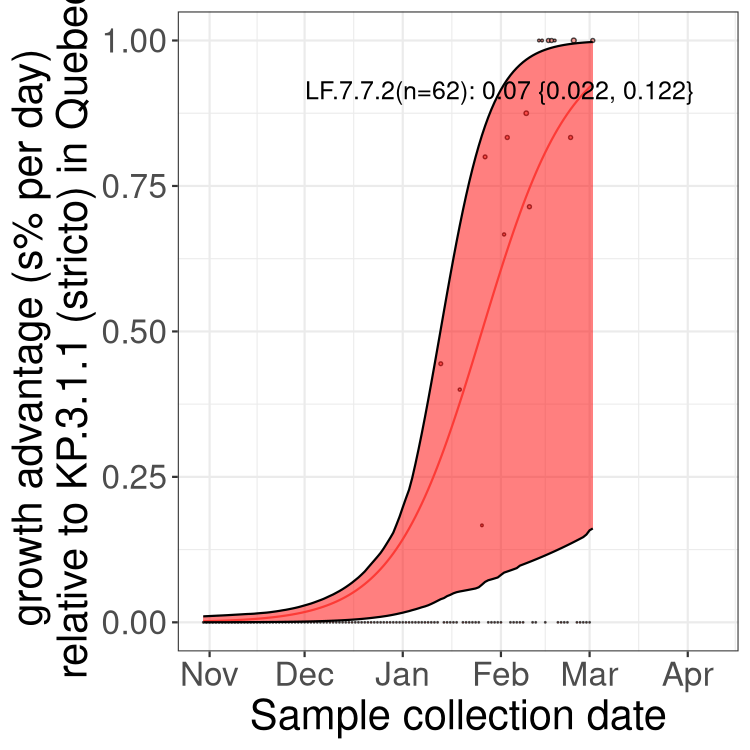 growth advantage (s% per day)
relative to KP.3.1.1 (stricto) in Quebec
1.00
0.75
0.50
0.25
0.00
LF.7.7.2(n=62): 0.07 {0.022, 0.122}
Nov Dec Jan Feb Mar Apr
Sample collection date